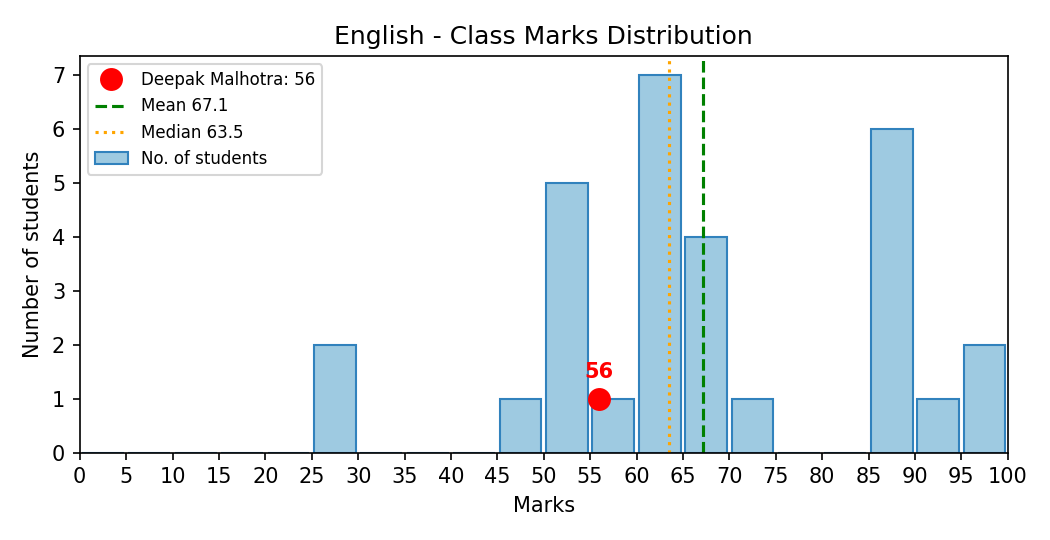 English - Class Marks Distribution
Deepak Malhotra: 56
Mean 67.1
Median 63.5
No. of students
Number of students
7
6
5
4
3
2
1
0
56
0 5 10 15 20 25 30 35 40 45 50 55 60 65 70 75 80 85 90 95 100
Marks